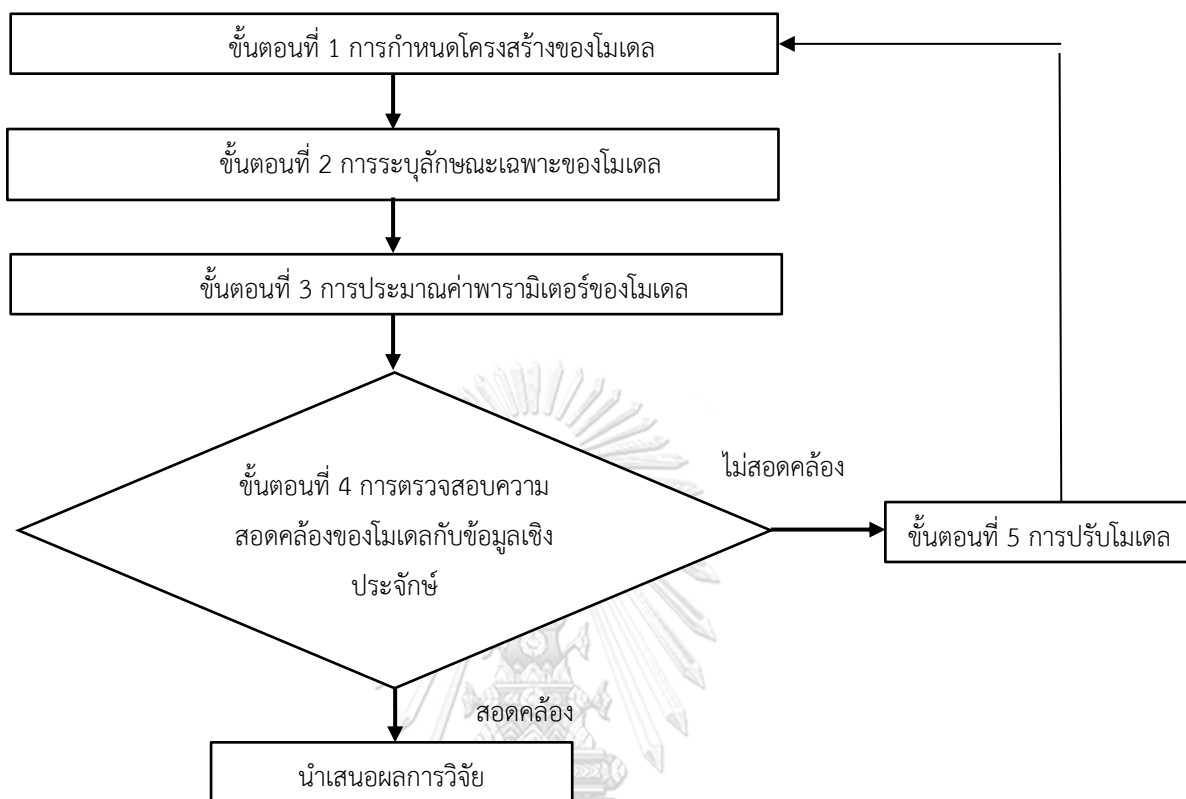 ขั้นตอนที่ 1 การกำหนดโครงสร้างของโมเดล
ขั้นตอนที่ 2 การระบุลักษณะเฉพาะของโมเดล
ขั้นตอนที่ 3 การประมาณค่าพารามิเตอร์ของโมเดล
ขั้นตอนที่ 4 การตรวจสอบความ
สอดคล้องของโมเดลกับข้อมูลเชิง
ประจักษ์
ไม่สอดคล้อง
ขั้นตอนที่ 5 การปรับโมเดล
สอดคล้อง
นำเสนอผลการวิจัย